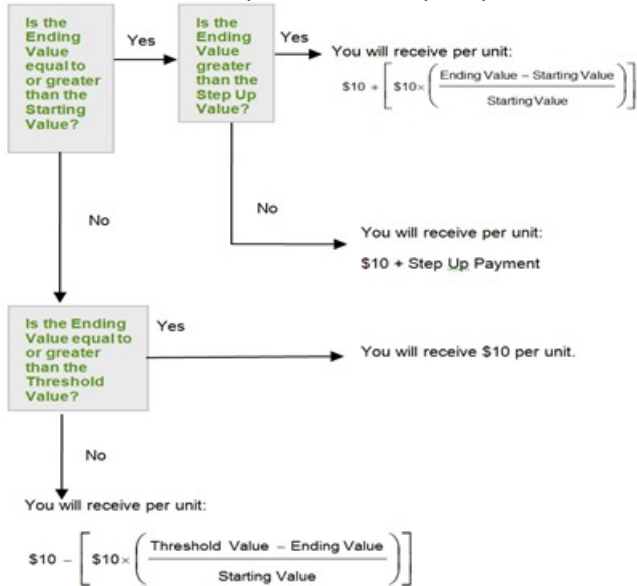 Is the
Ending
Value
equal to
or greater
than the
Starting
Value?
Yes
Is the
Ending
Value
greater
than the
Step Up
Value?
Yes
You will receive per unit:
$10 + [ $10× ( Ending Value – Starting Value
Starting Value ) ]
No
No
You will receive per unit:
$10 + Step Up Payment
Is the Ending
Value equal to
or greater
than the
Threshold
Value?
Yes
You will receive $10 per unit.
No
You will receive per unit:
$10 – [ $10× ( Threshold Value – Ending Value
Starting Value ) ]